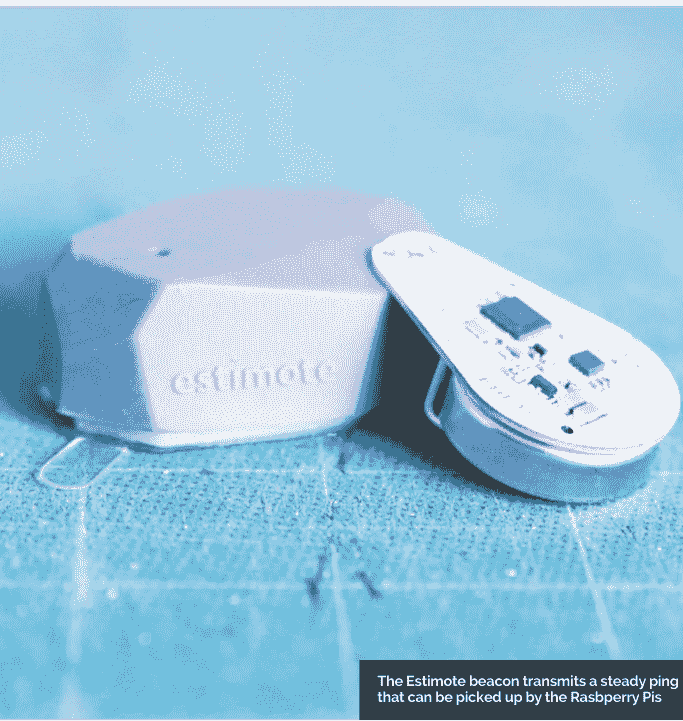 estimote
The Estimote beacon transmits a steady ping
that can be picked up by the Rasbperry Pis